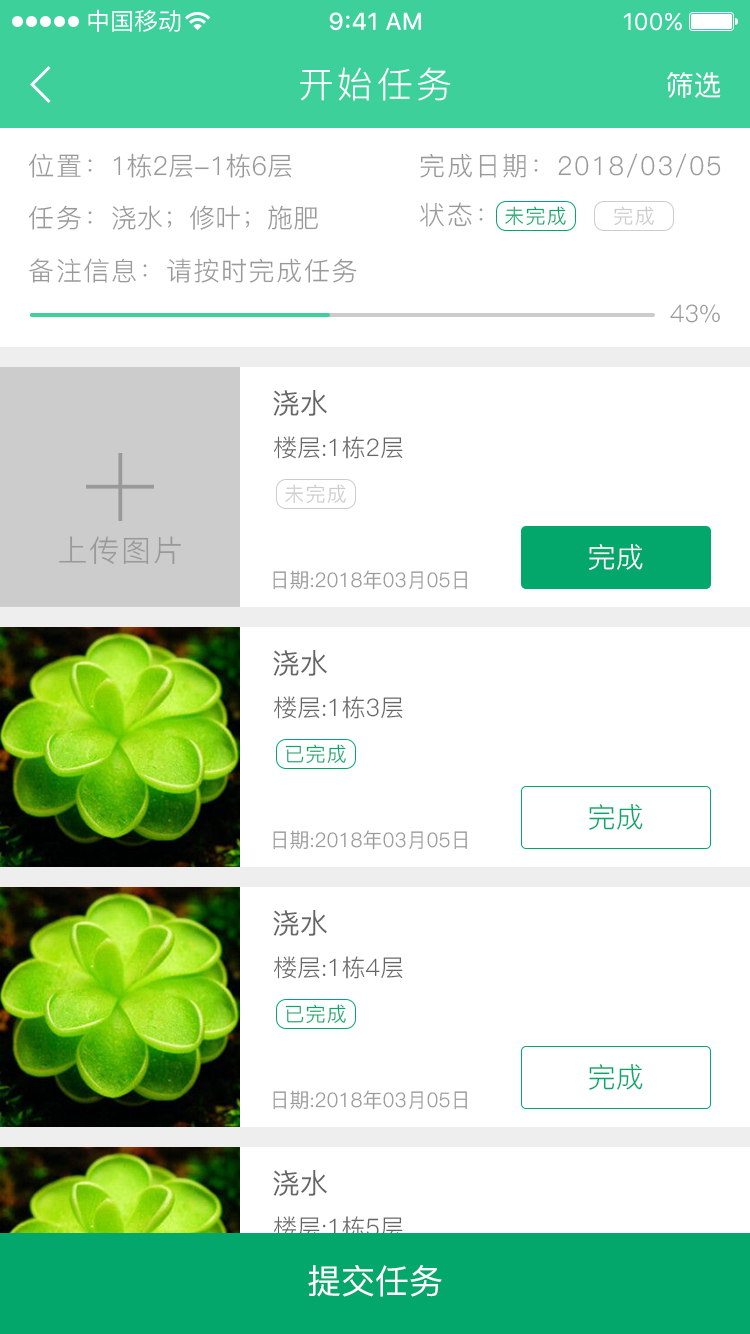 中国移动 9:41 AM 100%
开始任务 筛选
位置：1栋2层-1栋6层 完成日期：2018/03/05
任务：浇水；修叶；施肥 状态：未完成 完成
备注信息：请按时完成任务
43%
浇水
楼层:1栋2层
未完成
上传图片
完成
日期:2018年03月05日
浇水
楼层:1栋3层
已完成
完成
日期:2018年03月05日
浇水
楼层:1栋4层
已完成
完成
日期:2018年03月05日
浇水
楼层:1栋5层
提交任务